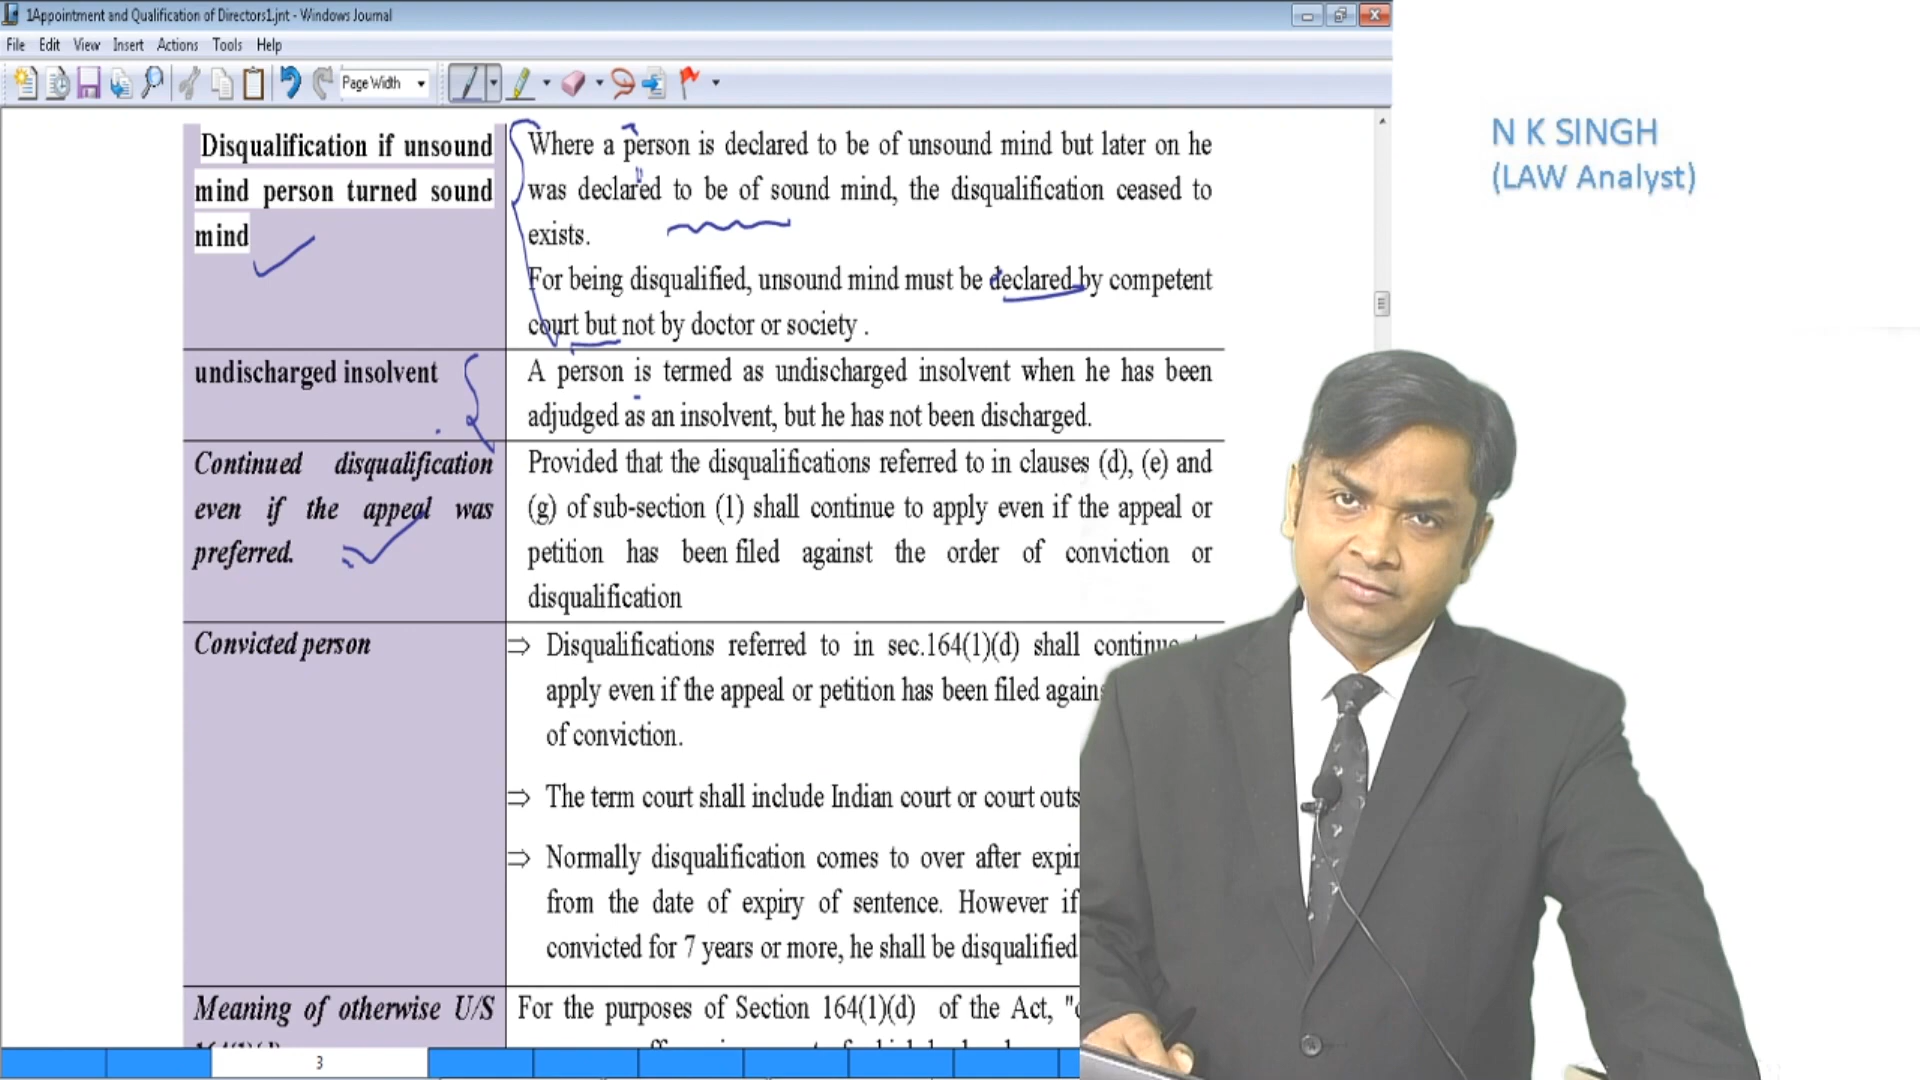 1Appointment and Qualification of Directors1.jnt - Windows Journal
File Edit View Insert Actions Tools Help
Page Width
N K SINGH
(LAW Analyst)
Disqualification if unsound
mind person turned sound
mind
Where a person is declared to be of unsound mind but later on he
was declared to be of sound mind, the disqualification ceased to
exists.
For being disqualified, unsound mind must be declared by competent
court but not by doctor or society .
undischarged insolvent
A person is termed as undischarged insolvent when he has been
adjudged as an insolvent, but he has not been discharged.
Continued disqualification
even if the appeal was
preferred.
Provided that the disqualifications referred to in clauses (d), (e) and
(g) of sub-section (1) shall continue to apply even if the appeal or
petition has been filed against the order of conviction or
disqualification
Convicted person
⇒ Disqualifications referred to in sec.164(1)(d) shall continue
apply even if the appeal or petition has been filed
of conviction.
⇒ The term court shall include Indian court or court
⇒ Normally disqualification comes to over after
from the date of expiry of sentence. However if
convicted for 7 years or more, he shall be disqualified
Meaning of otherwise U/S
For the purposes of Section 164(1)(d) of the Act,
3